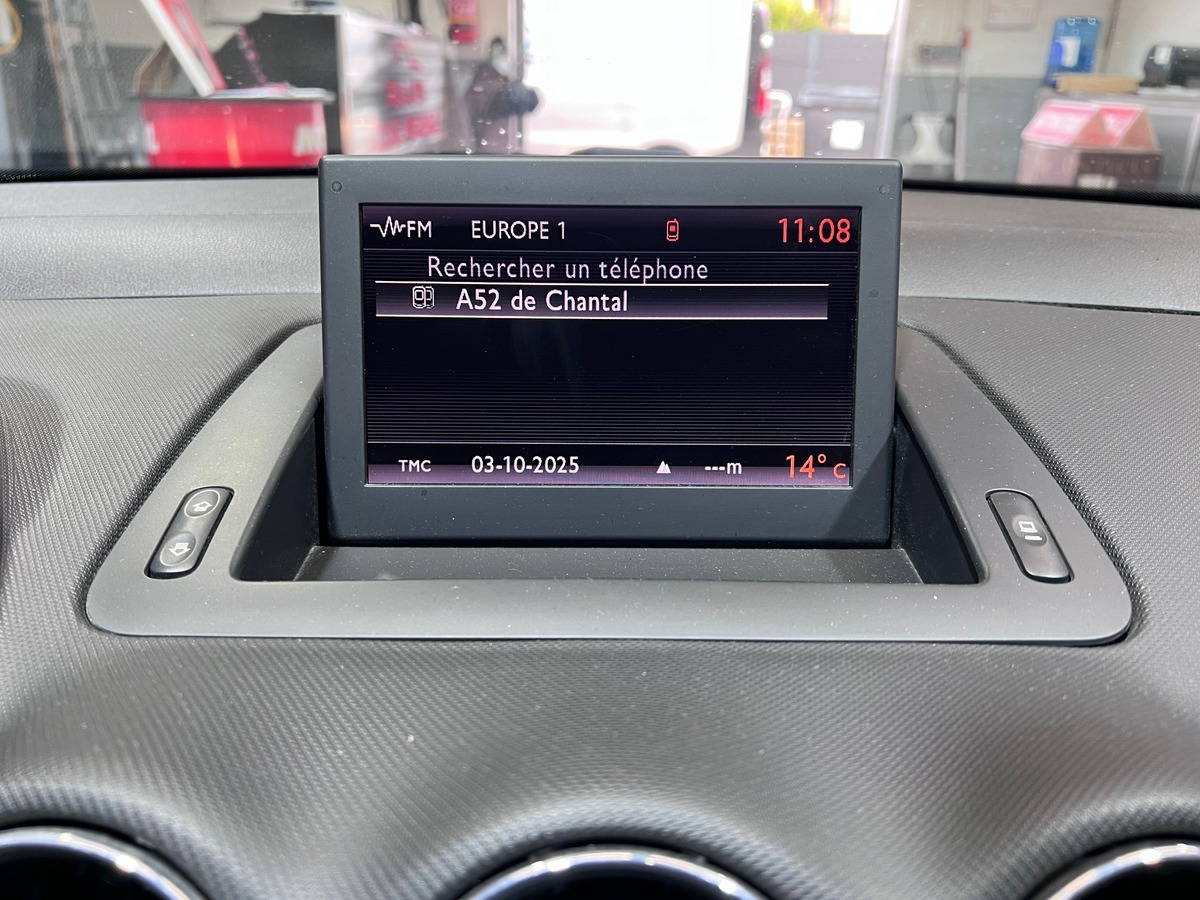 FM EUROPE 1 11:08
Rechercher un téléphone
A52 de Chantal
TMC 03-10-2025 ---m 14° c